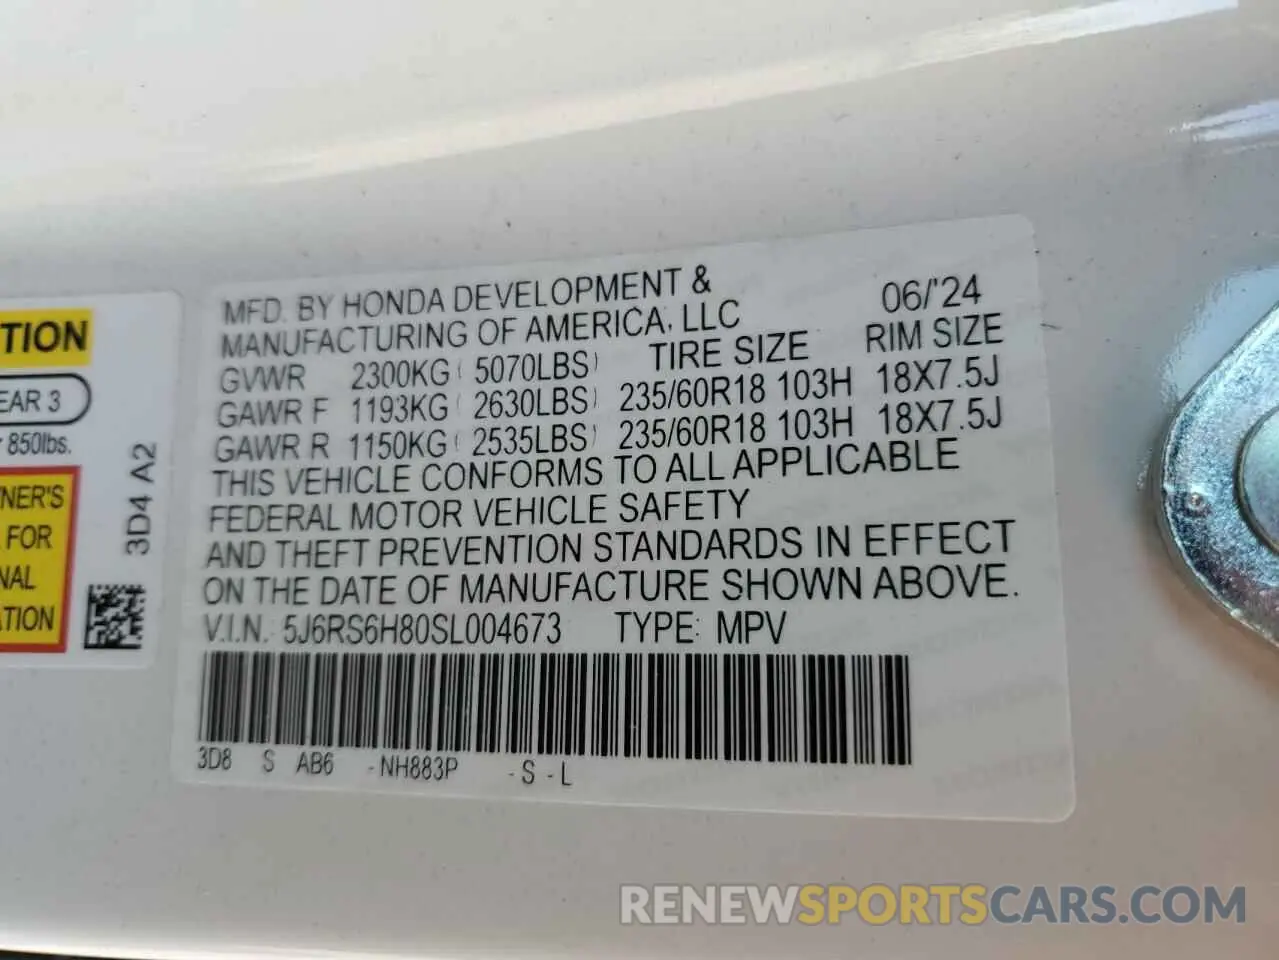 TION
EAR 3
850lbs.
NER'S
FOR
NAL
ATION
3D4 A2
MFD. BY HONDA DEVELOPMENT &
MANUFACTURING OF AMERICA, LLC 06/'24
GVWR 2300KG ( 5070LBS) TIRE SIZE RIM SIZE
GAWR F 1193KG ( 2630LBS) 235/60R18 103H 18X7.5J
GAWR R 1150KG ( 2535LBS) 235/60R18 103H 18X7.5J
THIS VEHICLE CONFORMS TO ALL APPLICABLE
FEDERAL MOTOR VEHICLE SAFETY
AND THEFT PREVENTION STANDARDS IN EFFECT
ON THE DATE OF MANUFACTURE SHOWN ABOVE.
V.I.N. 5J6RS6H80SL004673 TYPE: MPV
3D8 S AB6 -NH883P -S-L
RENEWSPORTSCARS.COM